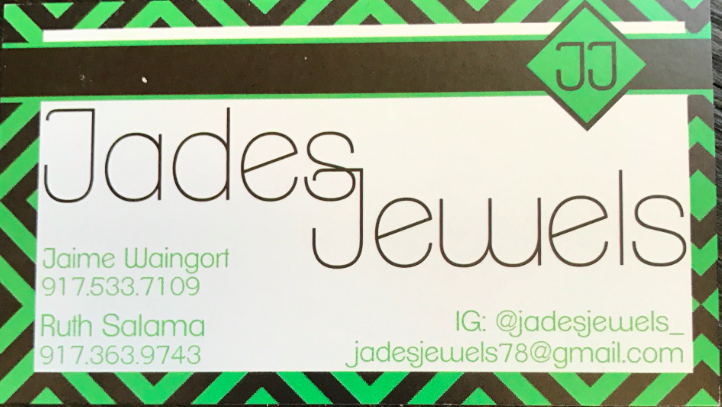 JJ
Jades
Jewels
Jaime Waingort
917.533.7109
Ruth Salama
917.363.9743
IG: @jadesjewels_
jadesjewels78@gmail.com